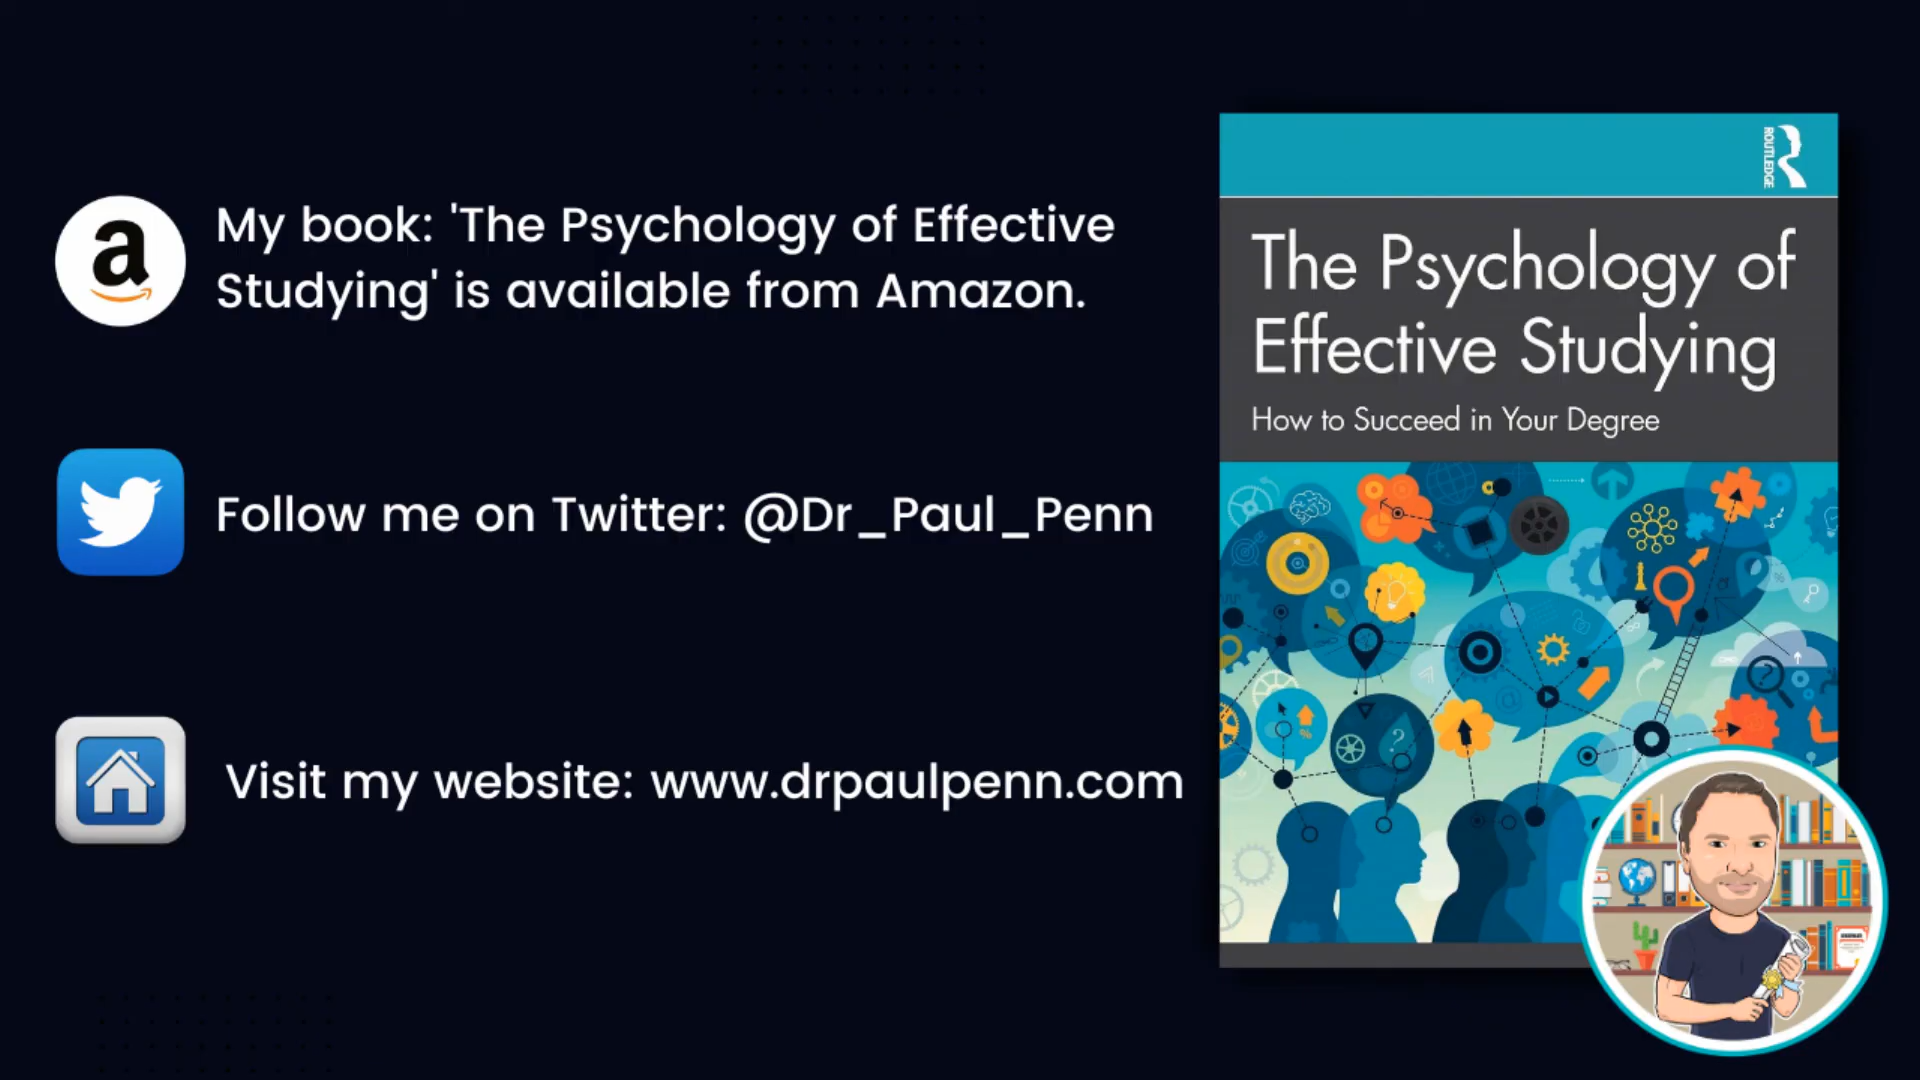 My book: 'The Psychology of Effective
Studying' is available from Amazon.
Follow me on Twitter: @Dr_Paul_Penn
Visit my website: www.drpaulpenn.com
ROUTLEDGE
The Psychology of
Effective Studying
How to Succeed in Your Degree